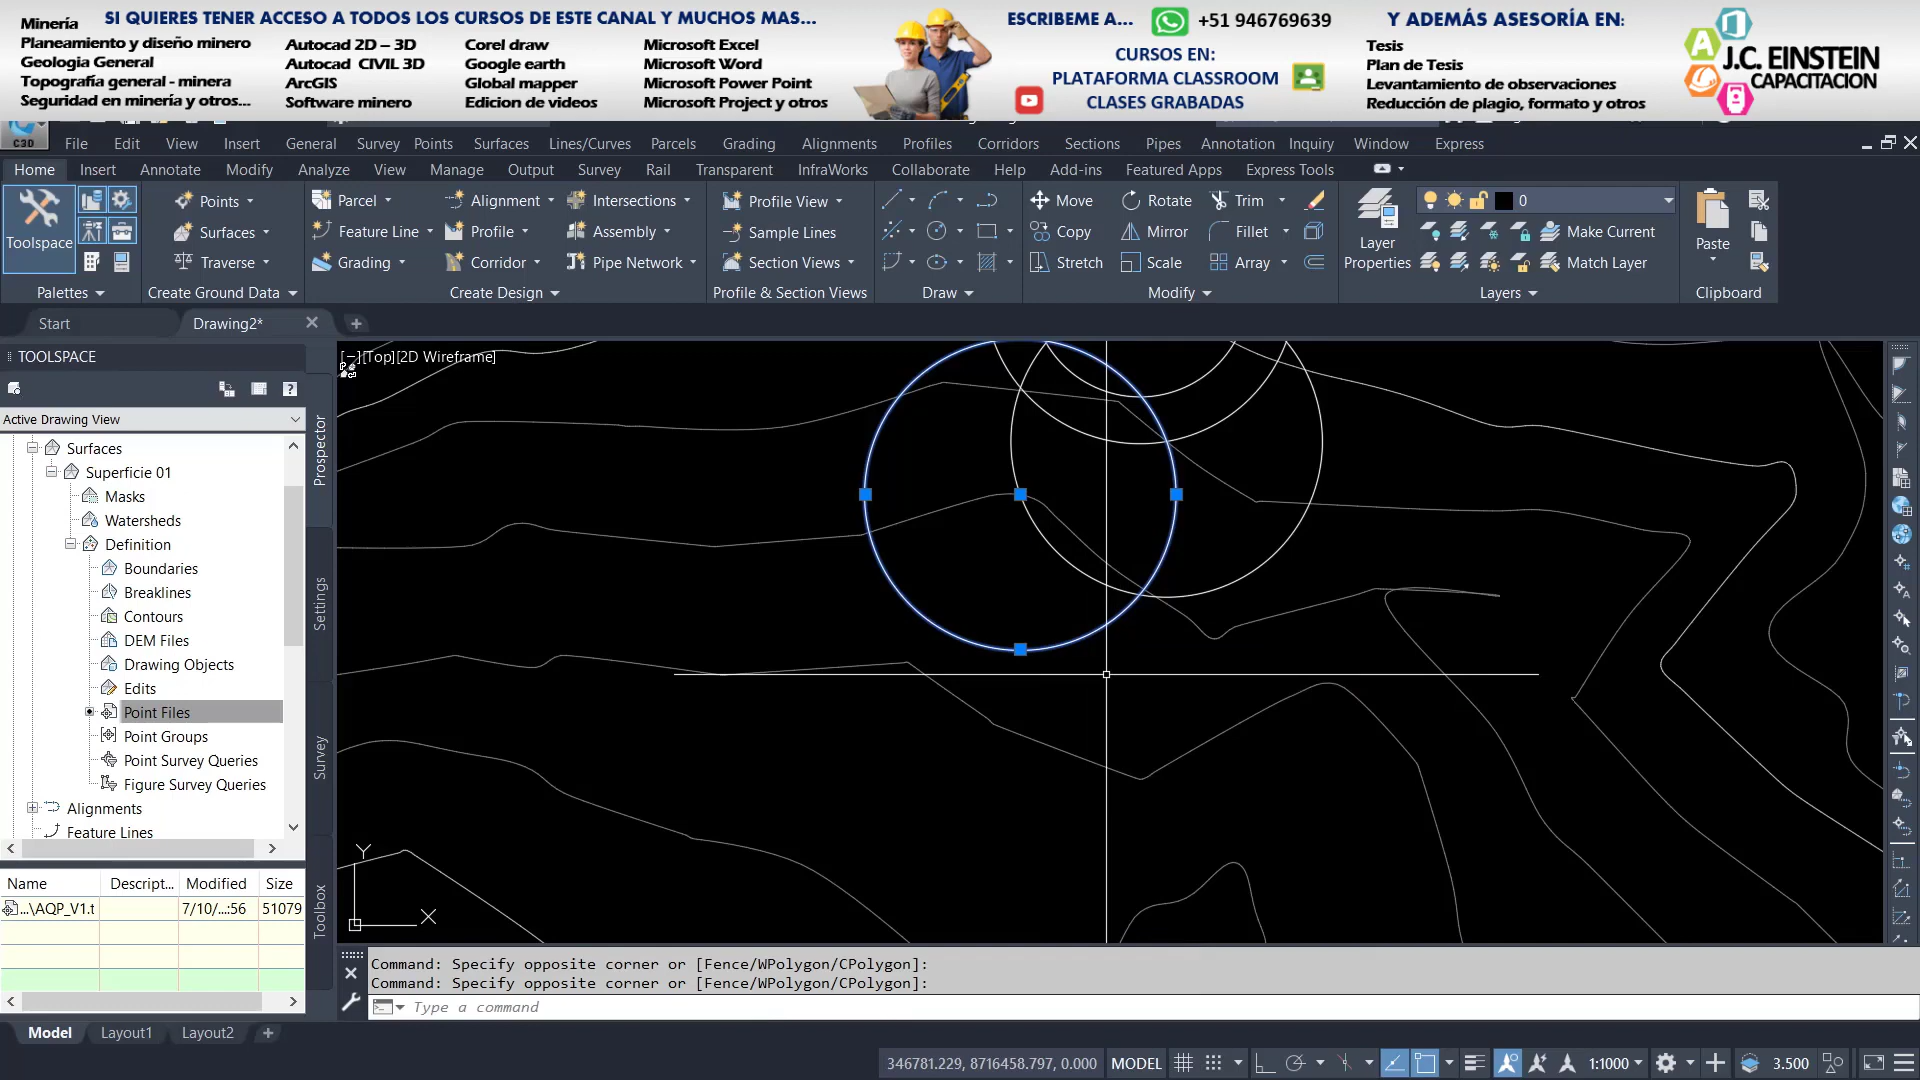 SI QUIERES TENER ACCESO A TODOS LOS CURSOS DE ESTE CANAL Y MUCHOS MAS...
Minería
Planeamiento y diseño minero
Geologia General
Topografía general - minera
Seguridad en minería y otros...
Autocad 2D – 3D
Autocad CIVIL 3D
ArcGIS
Software minero
Corel draw
Google earth
Global mapper
Edicion de videos
Microsoft Excel
Microsoft Word
Microsoft Power Point
Microsoft Project y otros
ESCRIBEME A... +51 946769639
CURSOS EN:
PLATAFORMA CLASSROOM
CLASES GRABADAS
Y ADEMÁS ASESORÍA EN:
Tesis
Plan de Tesis
Levantamiento de observaciones
Reducción de plagio, formato y otros
J.C. EINSTEIN
CAPACITACION
C3D
File Edit View Insert General Survey Points Surfaces Lines/Curves Parcels Grading Alignments Profiles Corridors Sections Pipes Annotation Inquiry Window Express
Home Insert Annotate Modify Analyze View Manage Output Survey Rail Transparent InfraWorks Collaborate Help Add-ins Featured Apps Express Tools
Toolspace
Palettes
Points
Surfaces
Traverse
Create Ground Data
Parcel
Feature Line
Grading
Alignment
Profile
Corridor
Intersections
Assembly
Pipe Network
Create Design
Profile View
Sample Lines
Section Views
Profile & Section Views
Draw
Move
Copy
Stretch
Rotate
Mirror
Scale
Trim
Fillet
Array
Modify
Layer
Properties
0
Make Current
Match Layer
Layers
Paste
Clipboard
Start
Drawing2*
TOOLSPACE
Active Drawing View
Surfaces
Superficie 01
Masks
Watersheds
Definition
Boundaries
Breaklines
Contours
DEM Files
Drawing Objects
Edits
Point Files
Point Groups
Point Survey Queries
Figure Survey Queries
Alignments
Feature Lines
Prospector
Settings
Survey
Toolbox
Name Descript... Modified Size
...\AQP_V1.t 7/10/...:56 51079
[−][Top][2D Wireframe]
Y
X
Command: Specify opposite corner or [Fence/WPolygon/CPolygon]:
Command: Specify opposite corner or [Fence/WPolygon/CPolygon]:
Type a command
Model Layout1 Layout2
346781.229, 8716458.797, 0.000 MODEL 1:1000 3.500